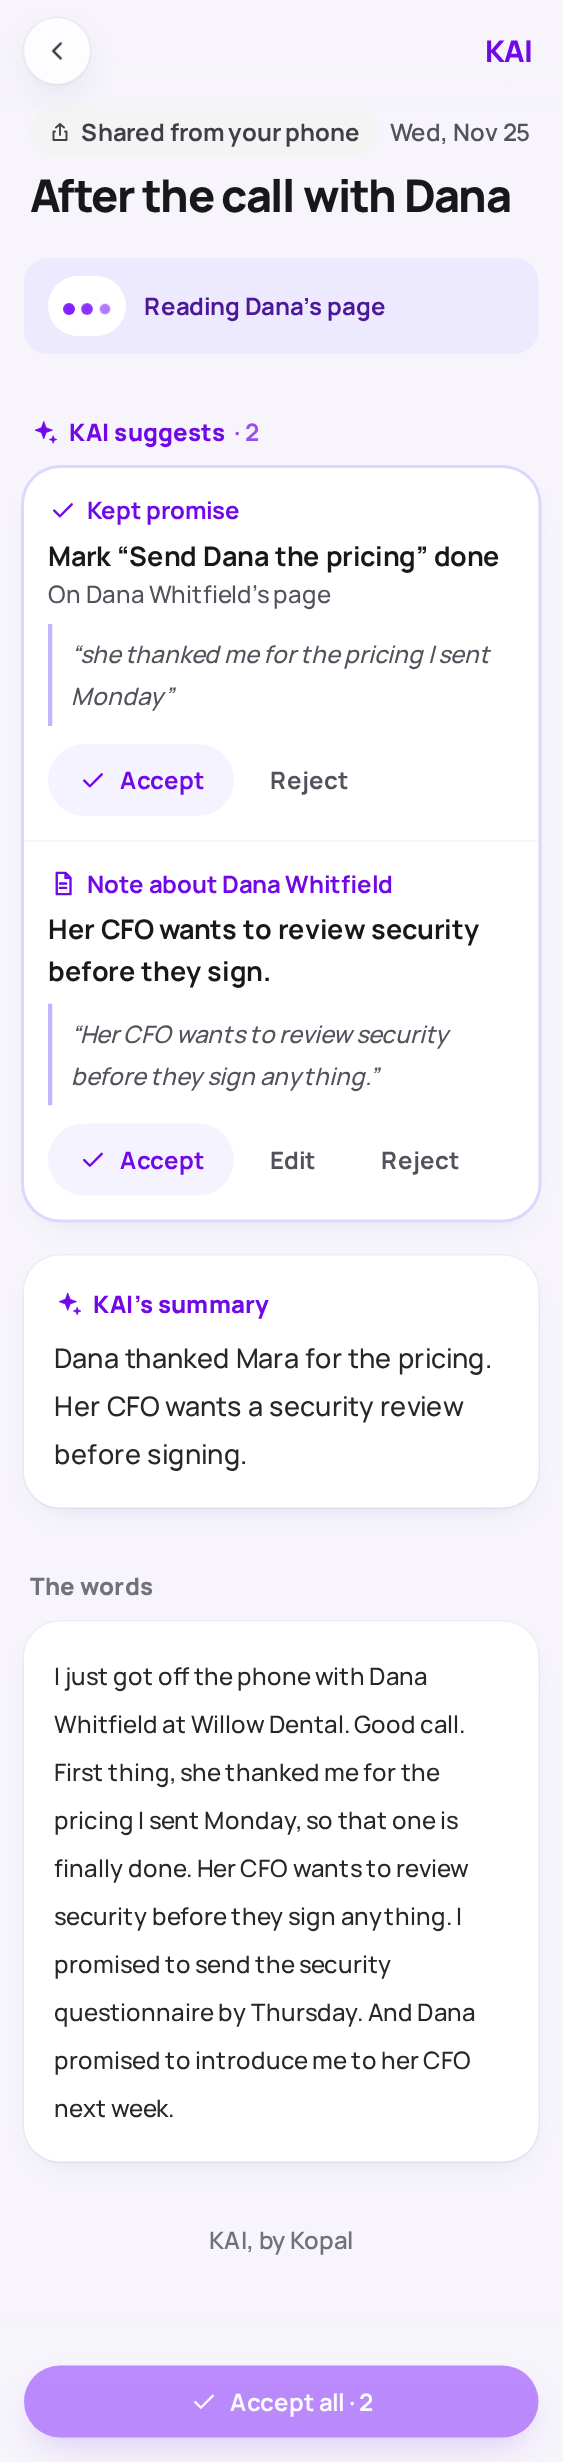 KAI
Shared from your phone Wed, Nov 25
After the call with Dana
Reading Dana's page
KAI suggests · 2
Kept promise
Mark “Send Dana the pricing” done
On Dana Whitfield's page
“she thanked me for the pricing I sent
Monday”
Accept Reject
Note about Dana Whitfield
Her CFO wants to review security
before they sign.
“Her CFO wants to review security
before they sign anything.”
Accept Edit Reject
KAI's summary
Dana thanked Mara for the pricing.
Her CFO wants a security review
before signing.
The words
I just got off the phone with Dana
Whitfield at Willow Dental. Good call.
First thing, she thanked me for the
pricing I sent Monday, so that one is
finally done. Her CFO wants to review
security before they sign anything. I
promised to send the security
questionnaire by Thursday. And Dana
promised to introduce me to her CFO
next week.
KAI, by Kopal
Accept all · 2